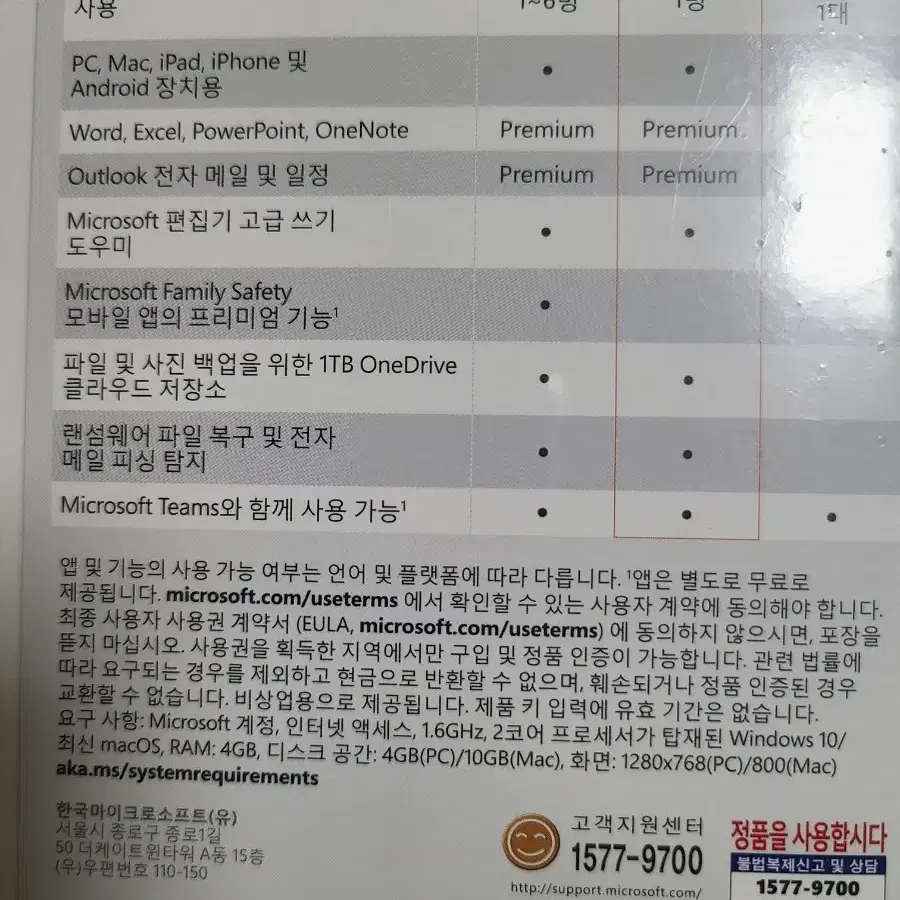 사용 1~6명 1명 1대
PC, Mac, iPad, iPhone 및
Android 장치용 • •
Word, Excel, PowerPoint, OneNote Premium Premium
Outlook 전자 메일 및 일정 Premium Premium
Microsoft 편집기 고급 쓰기
도우미 • •
Microsoft Family Safety
모바일 앱의 프리미엄 기능¹ •
파일 및 사진 백업을 위한 1TB OneDrive
클라우드 저장소 • •
랜섬웨어 파일 복구 및 전자
메일 피싱 탐지 • •
Microsoft Teams와 함께 사용 가능¹ • • •
앱 및 기능의 사용 가능 여부는 언어 및 플랫폼에 따라 다릅니다. ¹앱은 별도로 무료로
제공됩니다. microsoft.com/useterms 에서 확인할 수 있는 사용자 계약에 동의해야 합니다.
최종 사용자 사용권 계약서 (EULA, microsoft.com/useterms) 에 동의하지 않으시면, 포장을
뜯지 마십시오. 사용권을 획득한 지역에서만 구입 및 정품 인증이 가능합니다. 관련 법률에
따라 요구되는 경우를 제외하고 현금으로 반환할 수 없으며, 훼손되거나 정품 인증된 경우
교환할 수 없습니다. 비상업용으로 제공됩니다. 제품 키 입력에 유효 기간은 없습니다.
요구 사항: Microsoft 계정, 인터넷 액세스, 1.6GHz, 2코어 프로세서가 탑재된 Windows 10/
최신 macOS, RAM: 4GB, 디스크 공간: 4GB(PC)/10GB(Mac), 화면: 1280x768(PC)/800(Mac)
aka.ms/systemrequirements
한국마이크로소프트(유)
서울시 종로구 종로1길
50 더케이트윈타워 A동 15층
(우)우편번호 110-150
고객지원센터
1577-9700
http://support.microsoft.com/
정품을 사용합시다
불법복제신고 및 상담
1577-9700